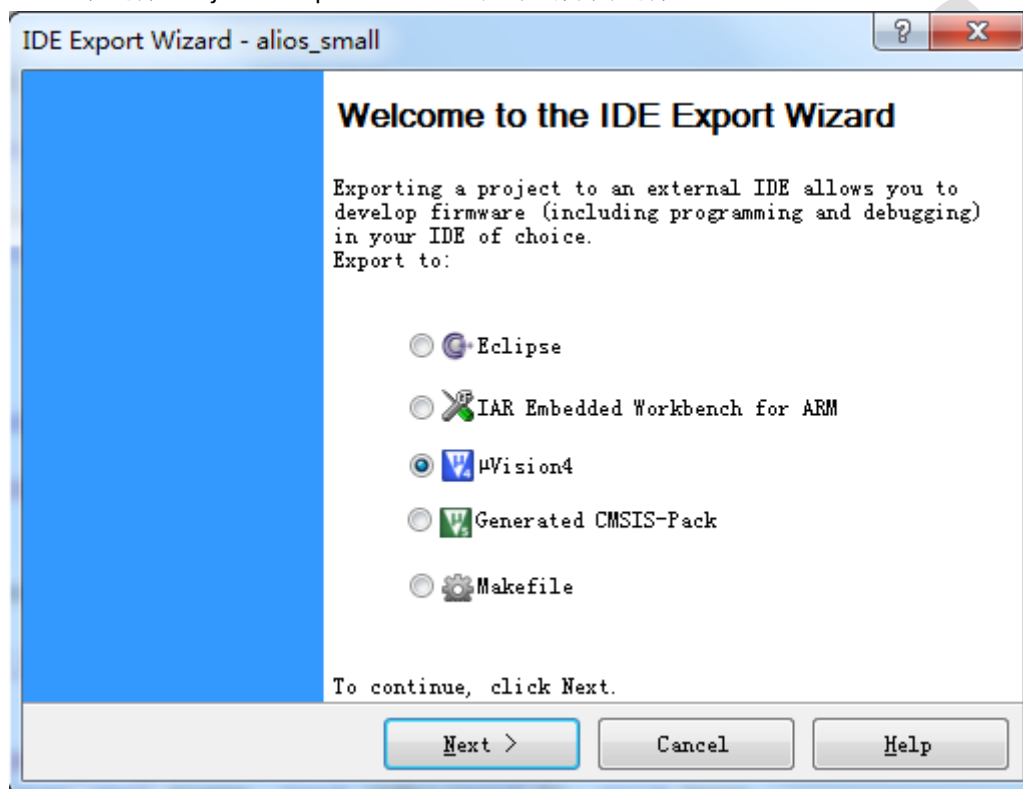 IDE Export Wizard - alios_small
Welcome to the IDE Export Wizard
Exporting a project to an external IDE allows you to
develop firmware (including programming and debugging)
in your IDE of choice.
Export to:
Eclipse
IAR Embedded Workbench for ARM
µVision4
Generated CMSIS-Pack
Makefile
To continue, click Next.
Next >
Cancel
Help